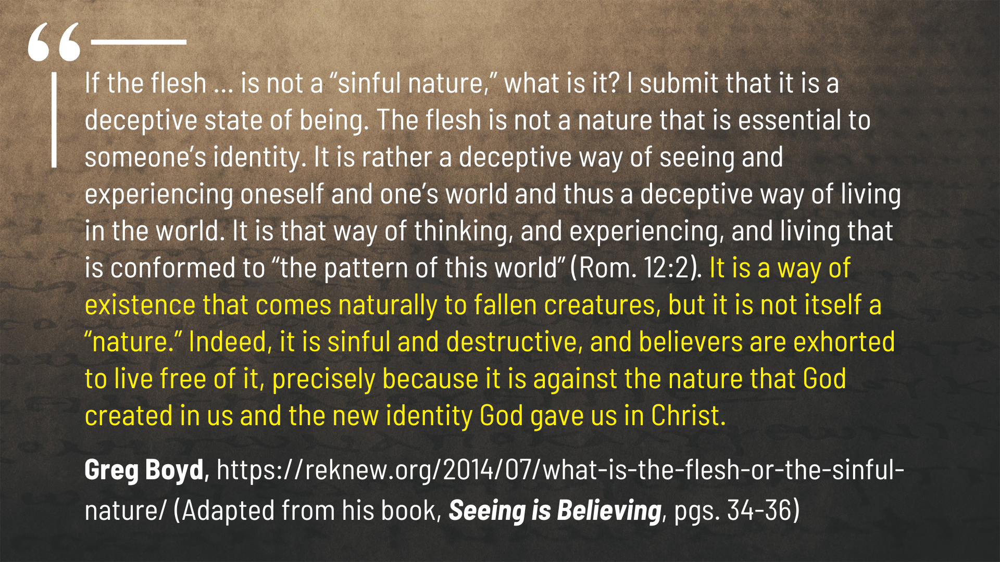 “
If the flesh ... is not a “sinful nature,” what is it? I submit that it is a
deceptive state of being. The flesh is not a nature that is essential to
someone’s identity. It is rather a deceptive way of seeing and
experiencing oneself and one’s world and thus a deceptive way of living
in the world. It is that way of thinking, and experiencing, and living that
is conformed to “the pattern of this world” (Rom. 12:2). It is a way of
existence that comes naturally to fallen creatures, but it is not itself a
“nature.” Indeed, it is sinful and destructive, and believers are exhorted
to live free of it, precisely because it is against the nature that God
created in us and the new identity God gave us in Christ.
Greg Boyd, https://reknew.org/2014/07/what-is-the-flesh-or-the-sinful-
nature/ (Adapted from his book, Seeing is Believing, pgs. 34-36)